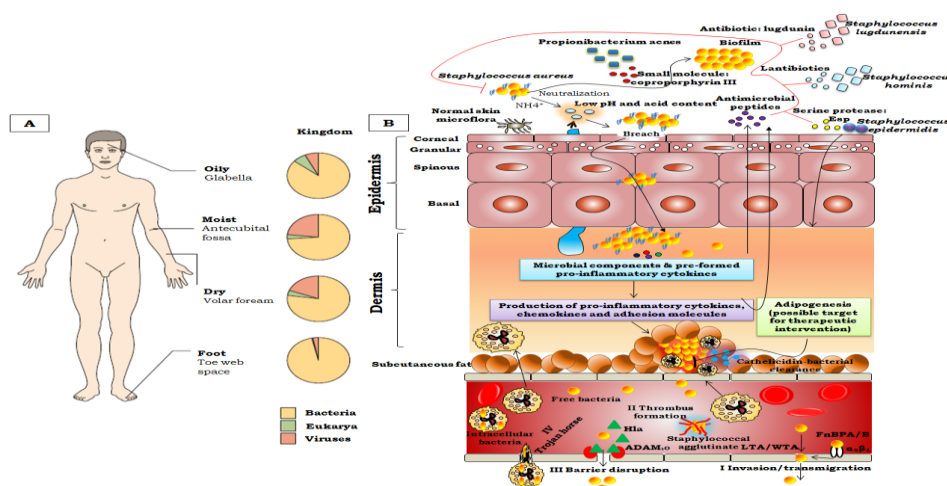 A
Kingdom
Oily
Glabella
Moist
Antecubital
fossa
Dry
Volar foream
Foot
Toe web
space
Bacteria
Eukarya
Viruses
B
Antibiotic: lugdunin
Staphylococcus
lugdunensis
Propionibacterium acnes
Biofilm
Lantibiotics
Staphylococcus
hominis
Staphylococcus aureus
Small molecule:
coproporphyrin III
Neutralization
NH4⁺
Low pH and acid content
Antimicrobial
peptides
Serine protease:
Esp
Staphylococcus
epidermidis
Normal skin
microflora
Breach
Corneal
Granular
Spinous
Basal
Epidermis
Dermis
Microbial components & pre-formed
pro-inflammatory cytokines
Production of pro-inflammatory cytokines,
chemokines and adhesion molecules
Adipogenesis
(possible target
for therapeutic
intervention)
Subcutaneous fat
Cathelicidin-bacterial
clearance
Free bacteria
II Thrombus
formation
Intracellular
bacteria
IV
Trojan horse
Hla
ADAM₁₀
Staphylococcal
agglutinate
LTA/WTA
FnBPA/B
α₅β₁
III Barrier disruption
I Invasion/transmigration